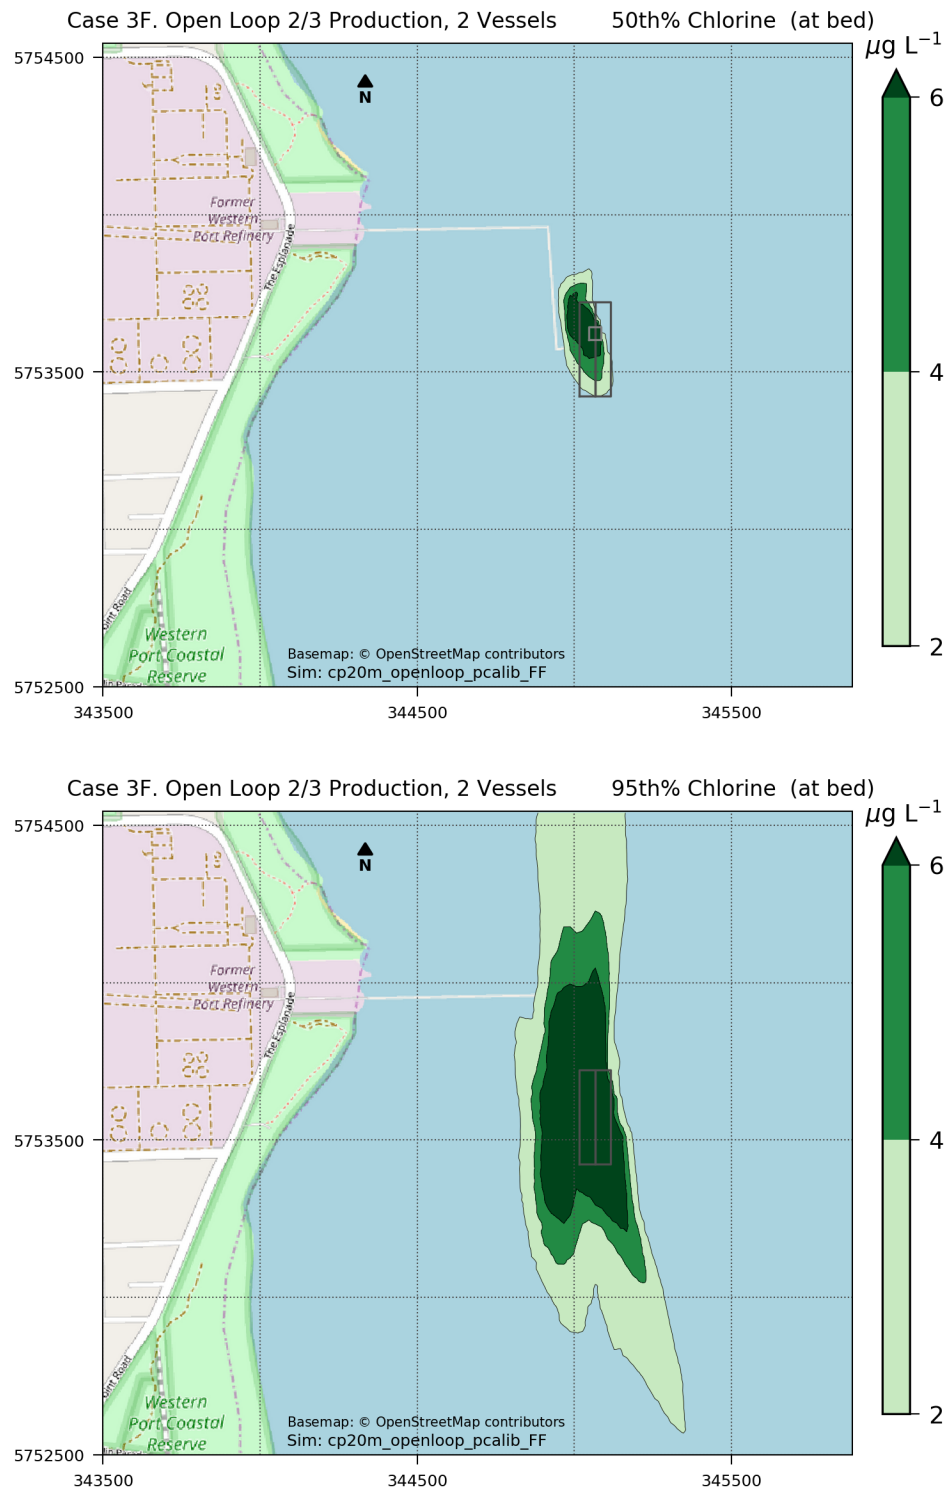 Case 3F. Open Loop 2/3 Production, 2 Vessels 50th% Chlorine (at bed)
μg L⁻¹
5754500
N
6
Former
Western
Port Refinery
The Esplanade
5753500
4
oint Road
Western
Port Coastal
Reserve
Basemap: © OpenStreetMap contributors
Sim: cp20m_openloop_pcalib_FF
2
5752500
343500
344500
345500
Case 3F. Open Loop 2/3 Production, 2 Vessels 95th% Chlorine (at bed)
μg L⁻¹
5754500
N
6
Former
Western
Port Refinery
The Esplanade
5753500
4
oint Road
Western
Port Coastal
Reserve
Basemap: © OpenStreetMap contributors
Sim: cp20m_openloop_pcalib_FF
2
5752500
343500
344500
345500